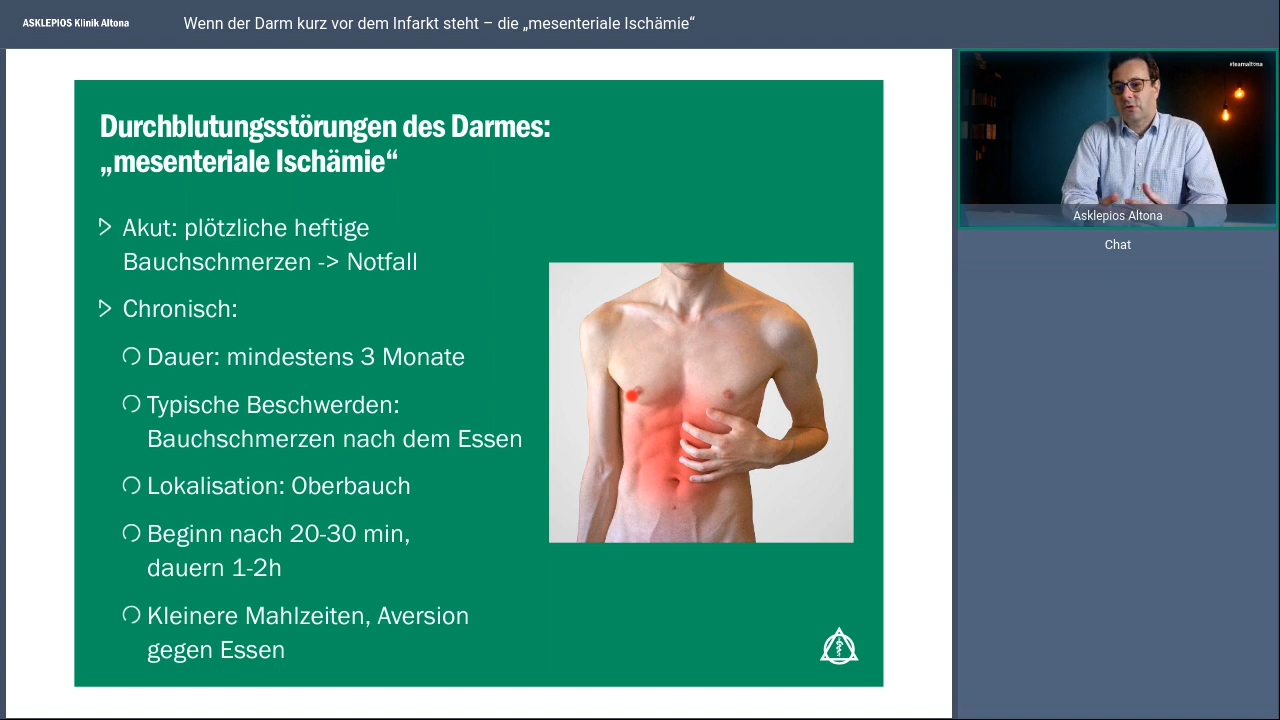 ASKLEPIOS Klinik Altona
Wenn der Darm kurz vor dem Infarkt steht – die „mesenteriale Ischämie“
Durchblutungsstörungen des Darmes:
„mesenteriale Ischämie“
Akut: plötzliche heftige
Bauchschmerzen -> Notfall
Chronisch:
Dauer: mindestens 3 Monate
Typische Beschwerden:
Bauchschmerzen nach dem Essen
Lokalisation: Oberbauch
Beginn nach 20-30 min,
dauern 1-2h
Kleinere Mahlzeiten, Aversion
gegen Essen
#teamaltona
Asklepios Altona
Chat